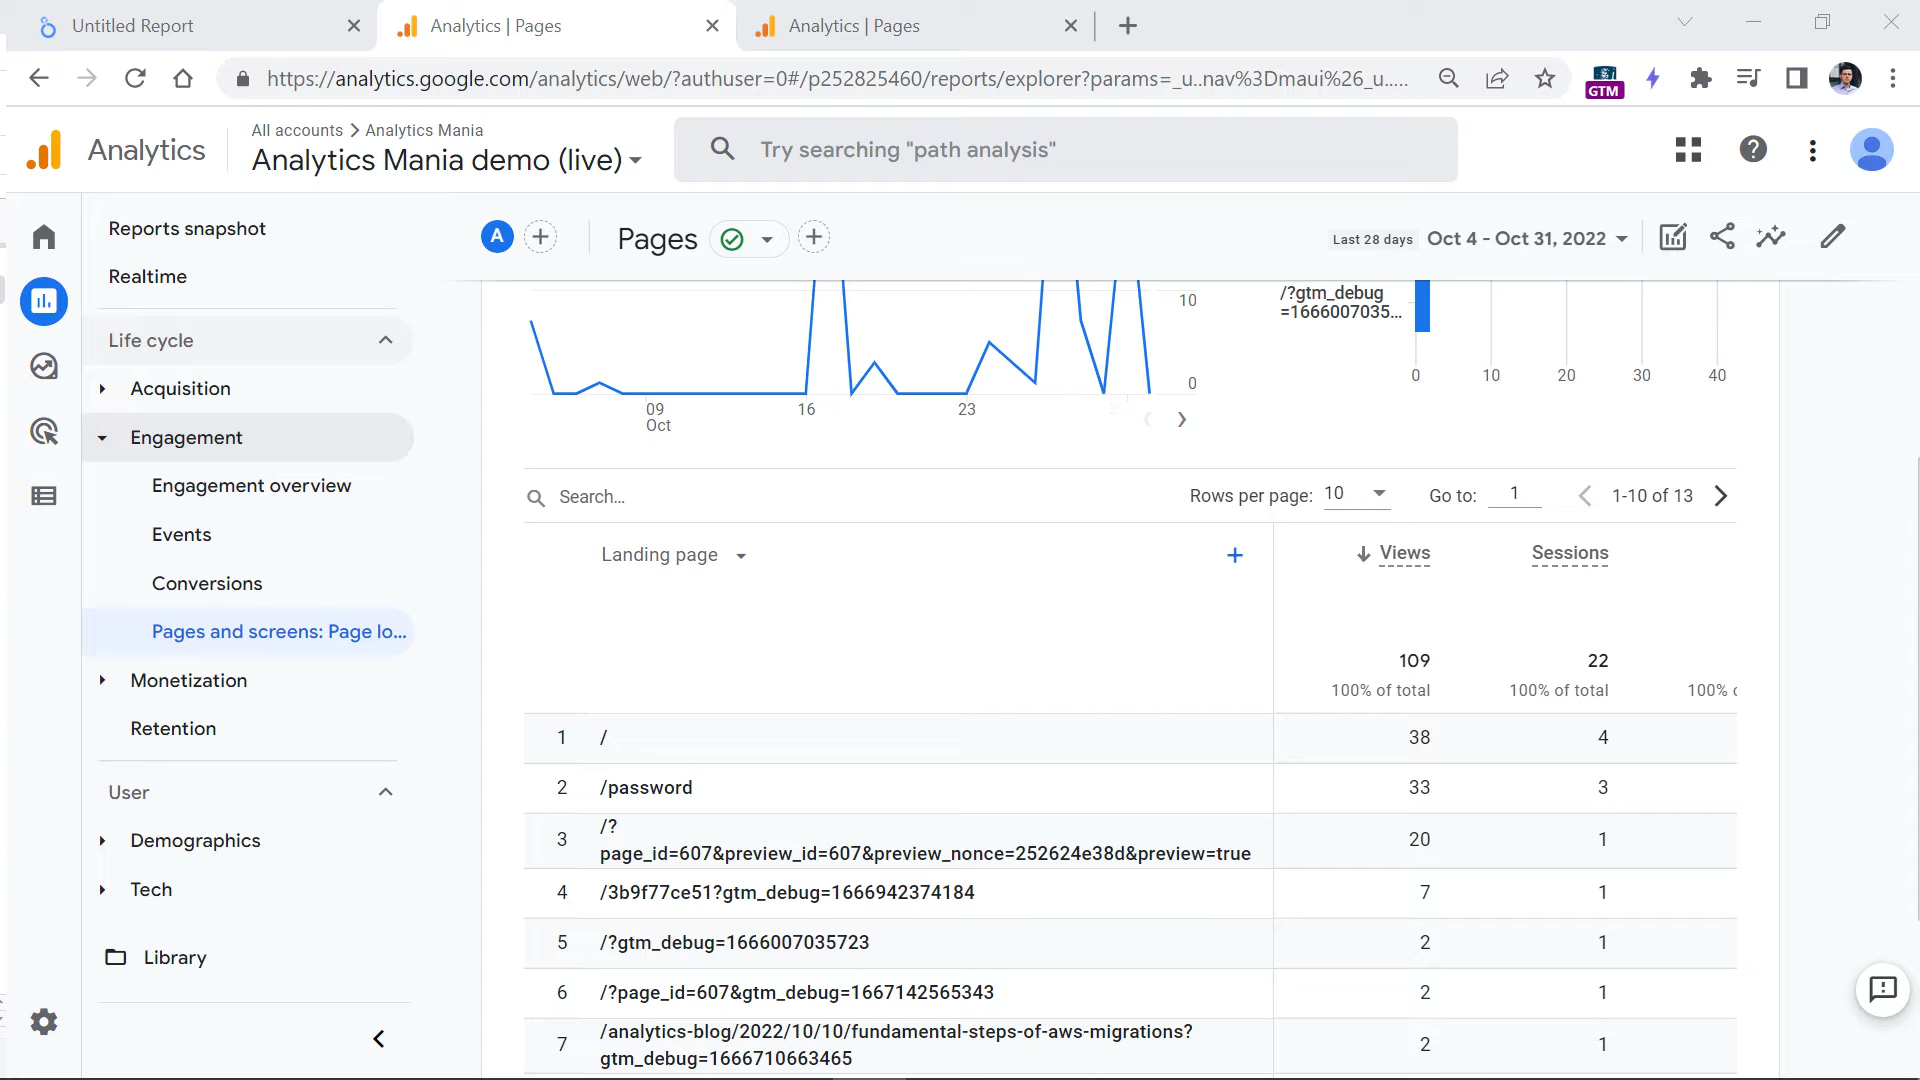 Untitled Report
Analytics | Pages
Analytics | Pages
https://analytics.google.com/analytics/web/?authuser=0#/p252825460/reports/explorer?params=_u..nav%3Dmaui%26_u.....
GTM
Analytics
All accounts > Analytics Mania
Analytics Mania demo (live)
Try searching "path analysis"
Reports snapshot
Realtime
Life cycle
Acquisition
Engagement
Engagement overview
Events
Conversions
Pages and screens: Page lo...
Monetization
Retention
User
Demographics
Tech
Library
A
Pages
Last 28 days Oct 4 - Oct 31, 2022
10
0
09
Oct
16
23
/?gtm_debug
=1666007035...
0 10 20 30 40
Search...
Rows per page: 10
Go to: 1
1-10 of 13
Landing page
Views
Sessions
109
22
100% of total
100% of total
100%
1 / 38 4
2 /password 33 3
3 /?
page_id=607&preview_id=607&preview_nonce=252624e38d&preview=true 20 1
4 /3b9f77ce51?gtm_debug=1666942374184 7 1
5 /?gtm_debug=1666007035723 2 1
6 /?page_id=607&gtm_debug=1667142565343 2 1
7 /analytics-blog/2022/10/10/fundamental-steps-of-aws-migrations?
gtm_debug=1666710663465 2 1